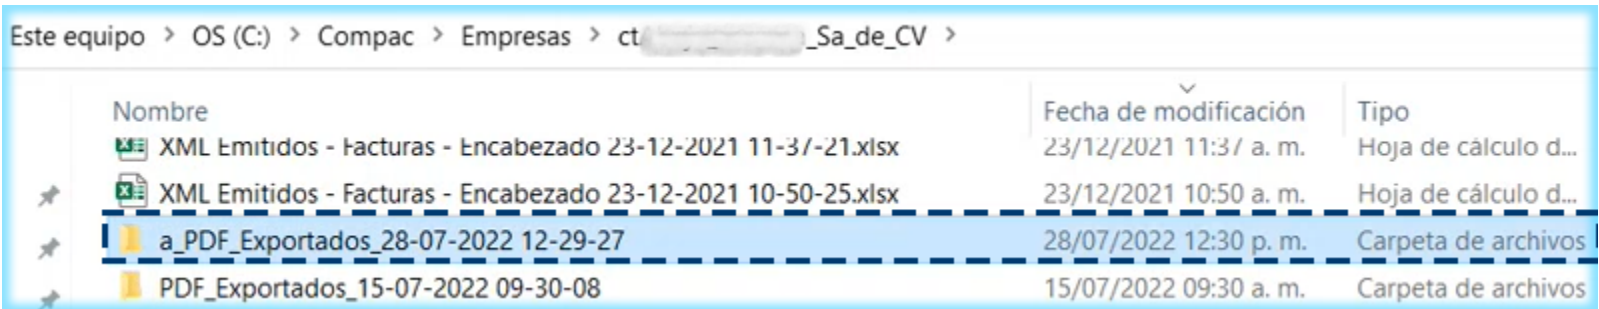 Este equipo > OS (C:) > Compac > Empresas > ct _Sa_de_CV >
Nombre Fecha de modificación Tipo
XML Emitidos - Facturas - Encabezado 23-12-2021 11-37-21.xlsx 23/12/2021 11:37 a. m. Hoja de cálculo d...
XML Emitidos - Facturas - Encabezado 23-12-2021 10-50-25.xlsx 23/12/2021 10:50 a. m. Hoja de cálculo d...
a_PDF_Exportados_28-07-2022 12-29-27 28/07/2022 12:30 p. m. Carpeta de archivos
PDF_Exportados_15-07-2022 09-30-08 15/07/2022 09:30 a. m. Carpeta de archivos